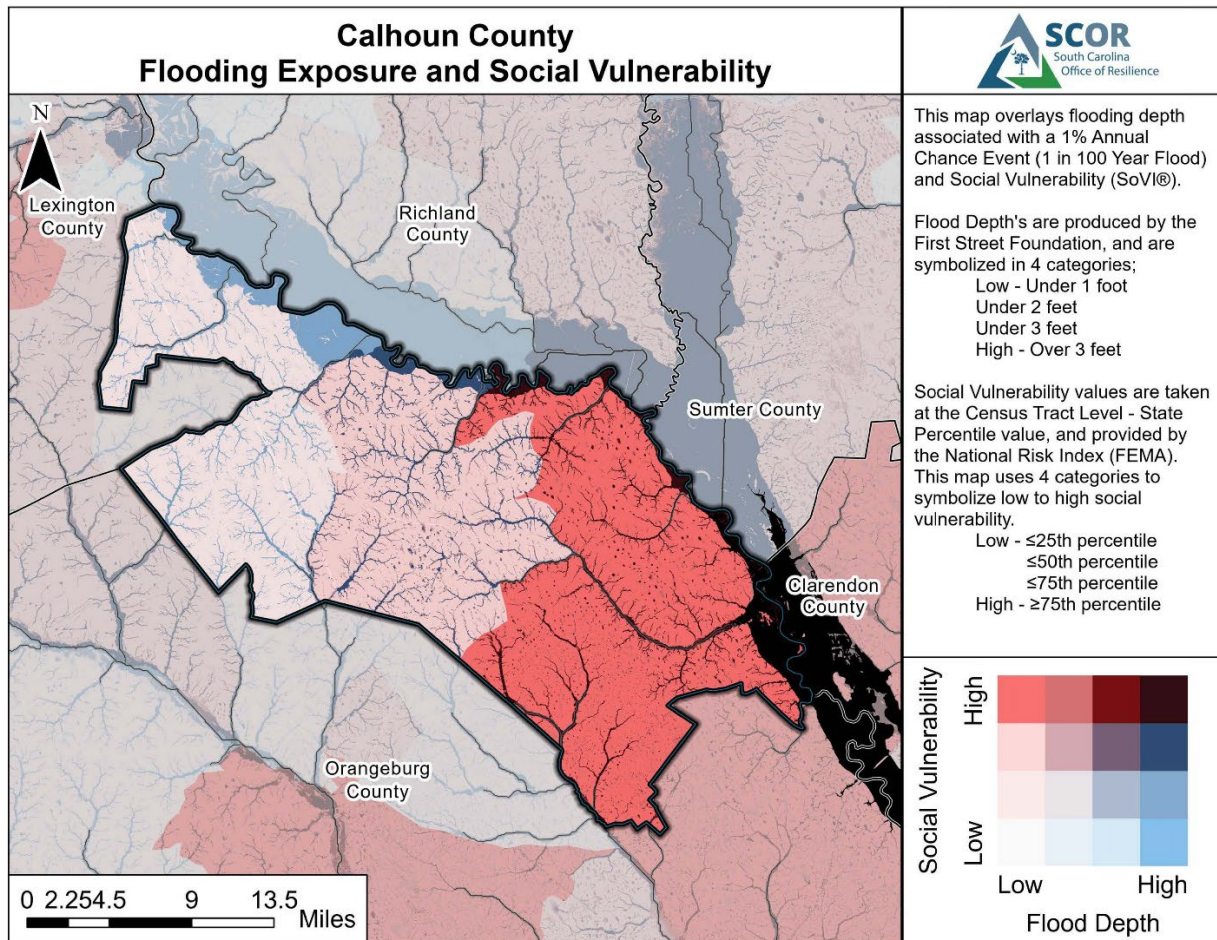 Calhoun County
Flooding Exposure and Social Vulnerability
SCOR
South Carolina
Office of Resilience
N
Lexington
County
Richland
County
Sumter County
Clarendon
County
Orangeburg
County
0 2.254.5 9 13.5
Miles
This map overlays flooding depth
associated with a 1% Annual
Chance Event (1 in 100 Year Flood)
and Social Vulnerability (SoVI®).
Flood Depth's are produced by the
First Street Foundation, and are
symbolized in 4 categories;
Low - Under 1 foot
Under 2 feet
Under 3 feet
High - Over 3 feet
Social Vulnerability values are taken
at the Census Tract Level - State
Percentile value, and provided by
the National Risk Index (FEMA).
This map uses 4 categories to
symbolize low to high social
vulnerability.
Low - ≤25th percentile
≤50th percentile
≤75th percentile
High - ≥75th percentile
Social Vulnerability
High
Low
Low High
Flood Depth